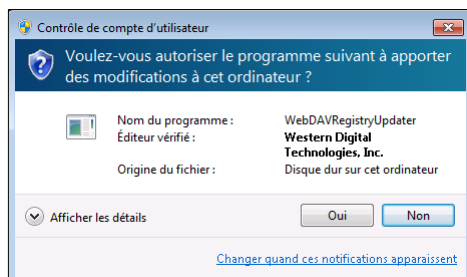 Contrôle de compte d'utilisateur
Voulez-vous autoriser le programme suivant à apporter
des modifications à cet ordinateur ?
Nom du programme : WebDAVRegistryUpdater
Éditeur vérifié : Western Digital
Technologies, Inc.
Origine du fichier : Disque dur sur cet ordinateur
Afficher les détails Oui Non
Changer quand ces notifications apparaissent